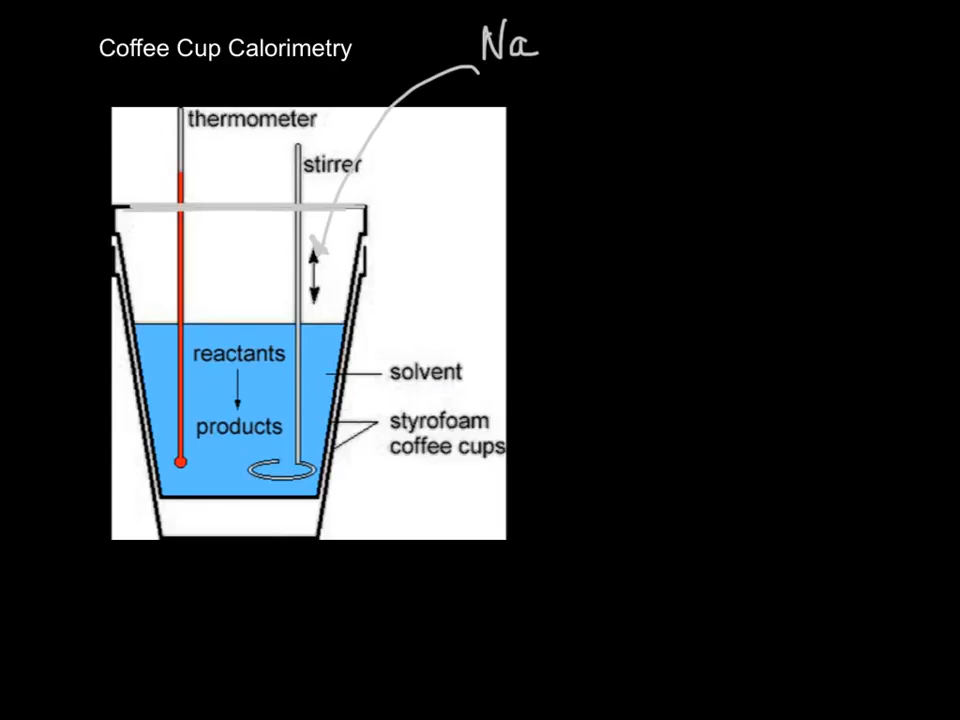 Coffee Cup Calorimetry
Na
thermometer
stirrer
reactants
products
solvent
styrofoam
coffee cups